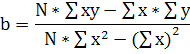 b = (N * ∑ xy − ∑ x * ∑ y) / (N * ∑ x² − (∑ x)²)